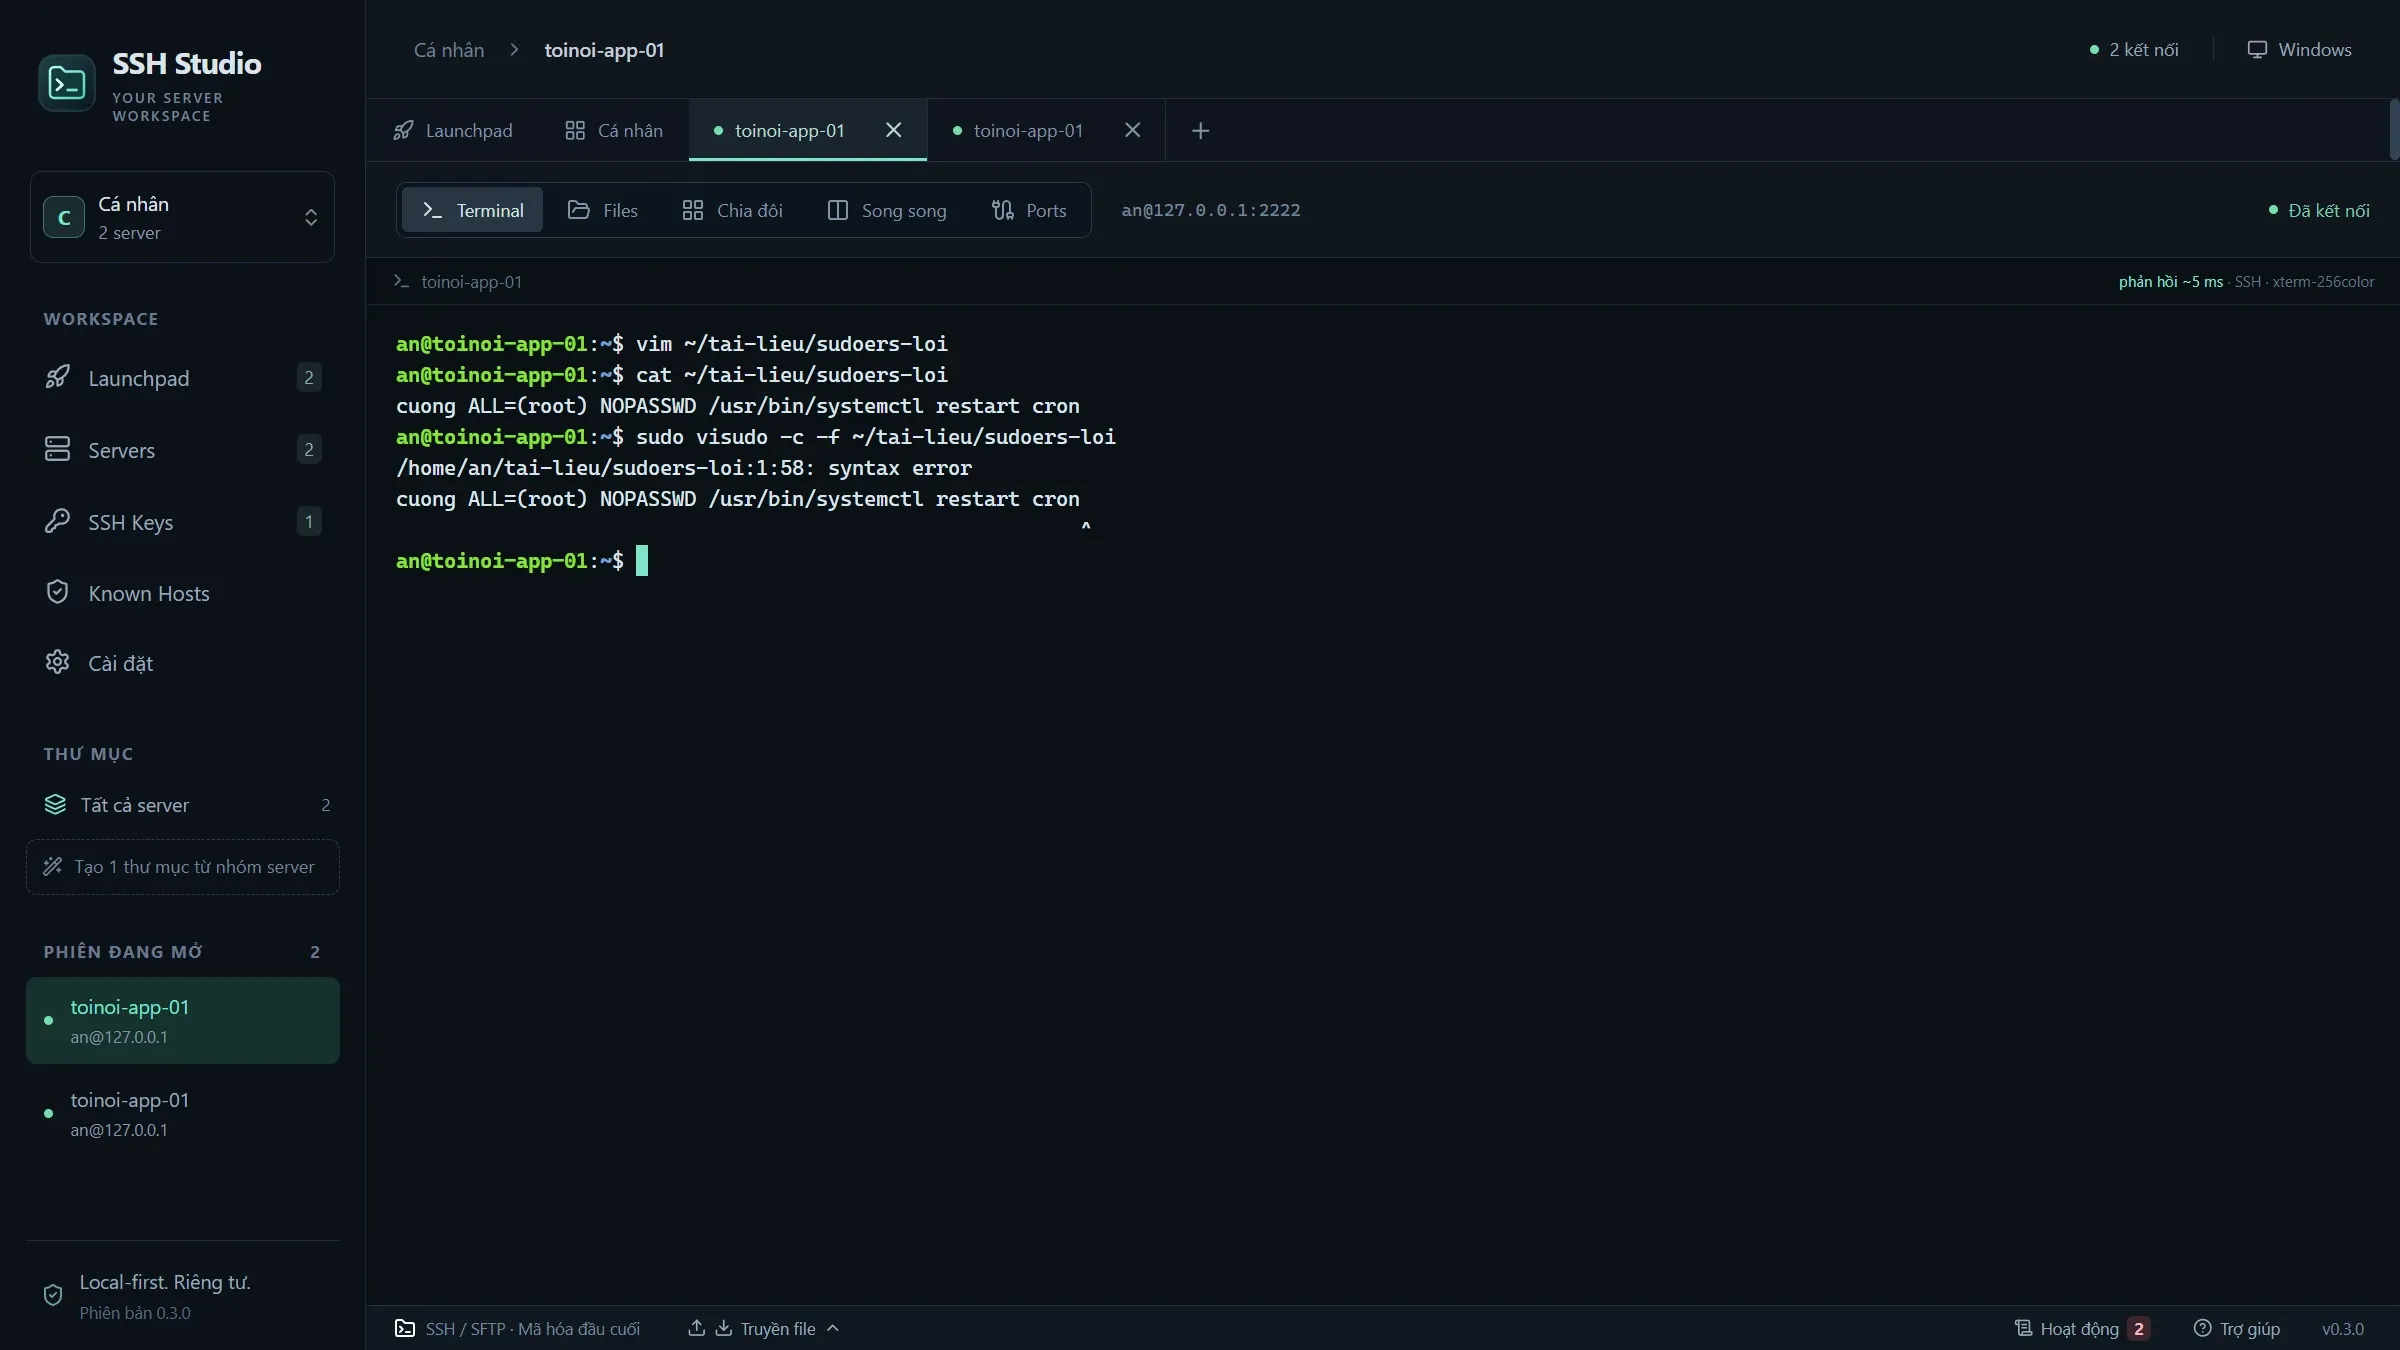 SSH Studio
YOUR SERVER
WORKSPACE
C
Cá nhân
2 server
WORKSPACE
Launchpad 2
Servers 2
SSH Keys 1
Known Hosts
Cài đặt
THƯ MỤC
Tất cả server 2
Tạo 1 thư mục từ nhóm server
PHIÊN ĐANG MỞ 2
toinoi-app-01
an@127.0.0.1
toinoi-app-01
an@127.0.0.1
Local-first. Riêng tư.
Phiên bản 0.3.0
Cá nhân > toinoi-app-01
2 kết nối
Windows
Launchpad
Cá nhân
toinoi-app-01
toinoi-app-01
Terminal
Files
Chia đôi
Song song
Ports
an@127.0.0.1:2222
Đã kết nối
toinoi-app-01
phản hồi ~5 ms · SSH · xterm-256color
an@toinoi-app-01:~$ vim ~/tai-lieu/sudoers-loi
an@toinoi-app-01:~$ cat ~/tai-lieu/sudoers-loi
cuong ALL=(root) NOPASSWD /usr/bin/systemctl restart cron
an@toinoi-app-01:~$ sudo visudo -c -f ~/tai-lieu/sudoers-loi
/home/an/tai-lieu/sudoers-loi:1:58: syntax error
cuong ALL=(root) NOPASSWD /usr/bin/systemctl restart cron
^
an@toinoi-app-01:~$
SSH / SFTP · Mã hóa đầu cuối
Truyền file
Hoạt động 2
Trợ giúp
v0.3.0